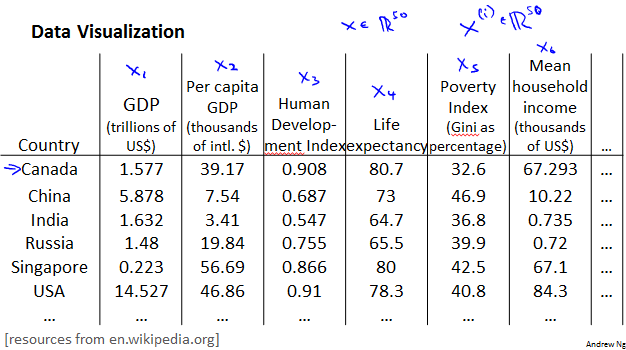 Data Visualization
x ∈ ℝ⁵⁰
x⁽ⁱ⁾ ∈ ℝ⁵⁰
x₁ x₂ x₃ x₄ x₅ x₆
Country | GDP (trillions of US$) | Per capita GDP (thousands of intl. $) | Human Develop-ment Index | Life expectancy | Poverty Index (Gini as percentage) | Mean household income (thousands of US$) | ...
→Canada 1.577 39.17 0.908 80.7 32.6 67.293 ...
China 5.878 7.54 0.687 73 46.9 10.22 ...
India 1.632 3.41 0.547 64.7 36.8 0.735 ...
Russia 1.48 19.84 0.755 65.5 39.9 0.72 ...
Singapore 0.223 56.69 0.866 80 42.5 67.1 ...
USA 14.527 46.86 0.91 78.3 40.8 84.3 ...
... ... ... ... ... ... ...
[resources from en.wikipedia.org]
Andrew Ng